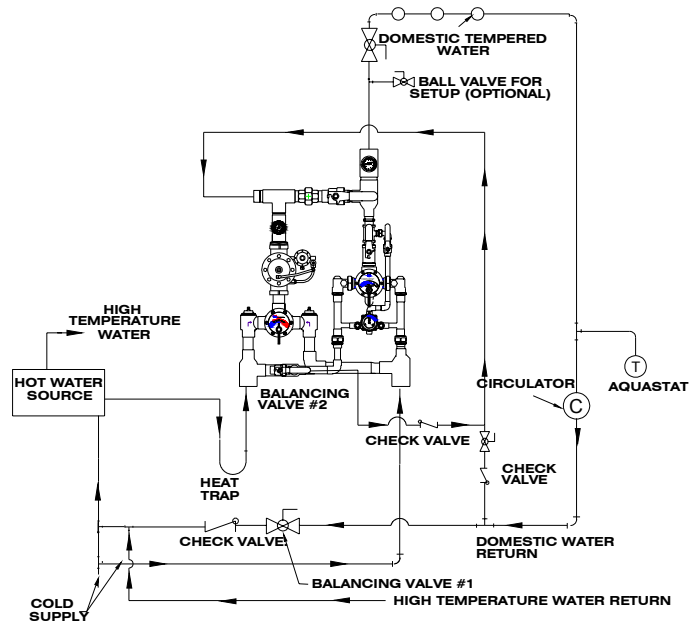 DOMESTIC TEMPERED
WATER
BALL VALVE FOR
SETUP (OPTIONAL)
HIGH
TEMPERATURE
WATER
HOT WATER
SOURCE
BALANCING
VALVE #2
CIRCULATOR
T
AQUASTAT
C
CHECK VALVE
HEAT
TRAP
CHECK
VALVE
CHECK VALVE
DOMESTIC WATER
RETURN
BALANCING VALVE #1
COLD
SUPPLY
HIGH TEMPERATURE WATER RETURN